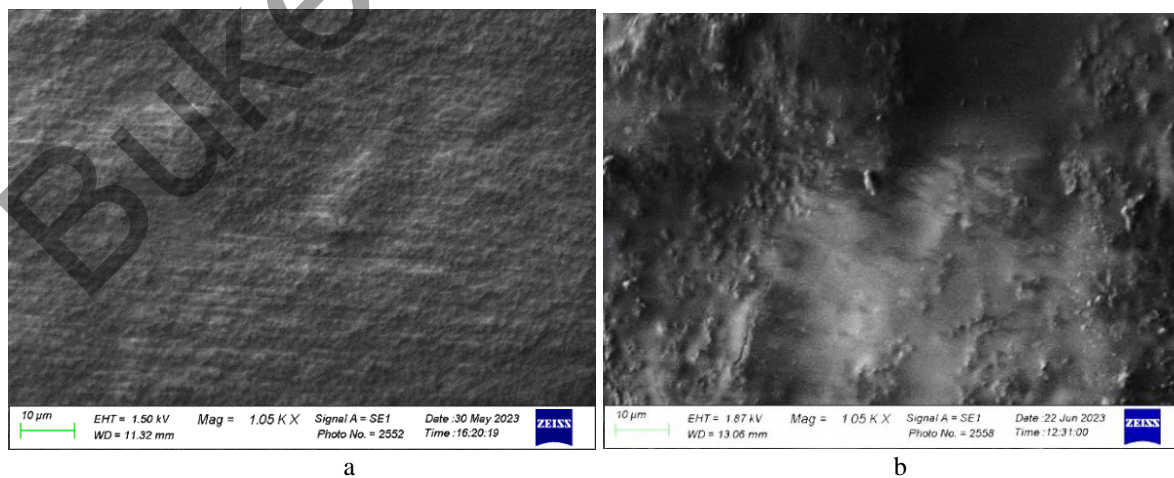 Buke
10 µm
EHT = 1.50 kV
WD = 11.32 mm
Mag = 1.05 K X
Signal A = SE1
Photo No. = 2552
Date :30 May 2023
Time :16:20:19
ZEISS
10 µm
EHT = 1.87 kV
WD = 13.06 mm
Mag = 1.05 K X
Signal A = SE1
Photo No. = 2558
Date :22 Jun 2023
Time :12:31:00
ZEISS
a
b